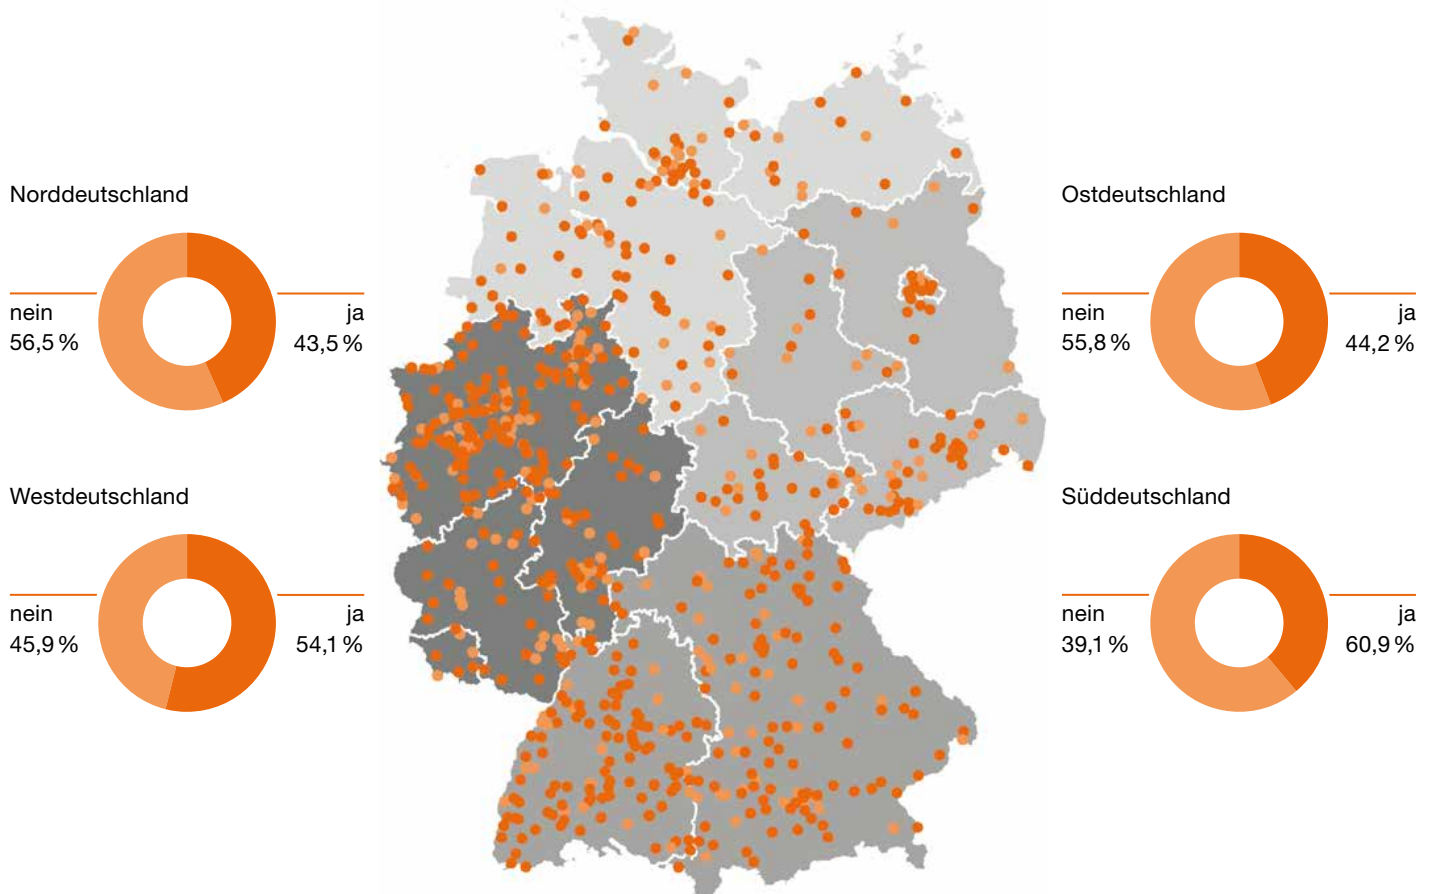 Norddeutschland
nein
56,5 %
ja
43,5 %
Westdeutschland
nein
45,9 %
ja
54,1 %
Ostdeutschland
nein
55,8 %
ja
44,2 %
Süddeutschland
nein
39,1 %
ja
60,9 %